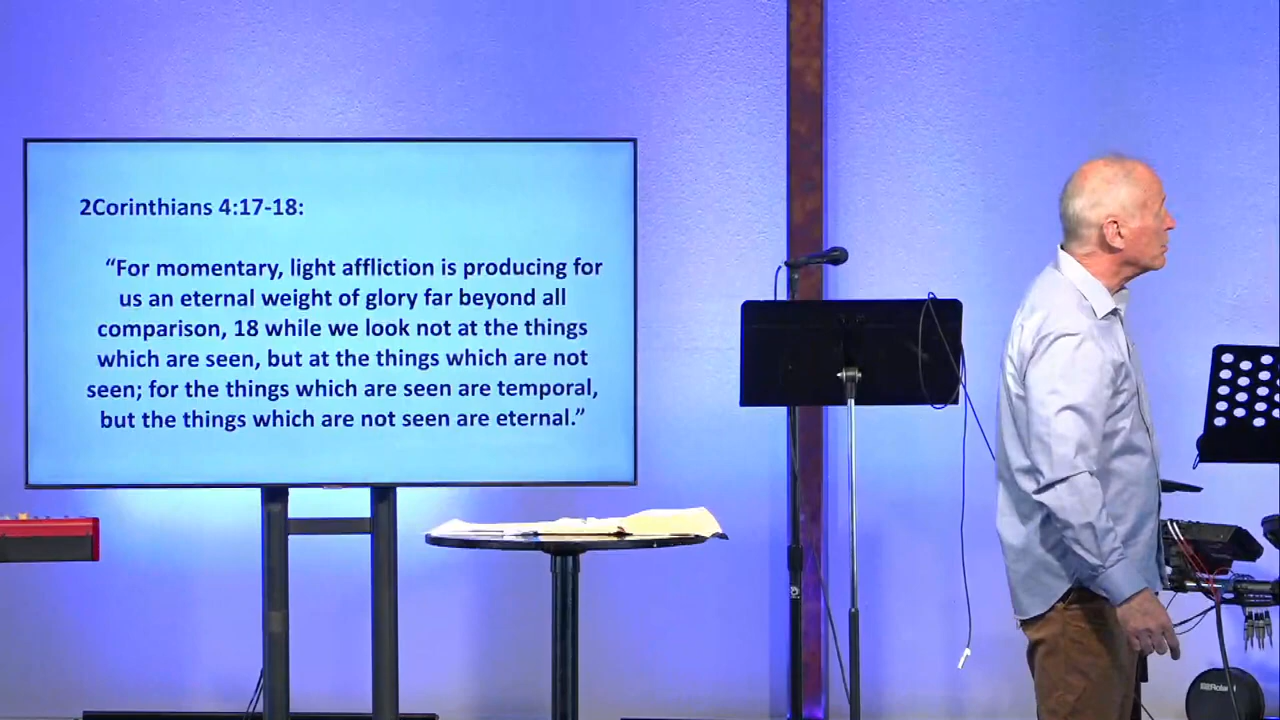 2Corinthians 4:17-18:
“For momentary, light affliction is producing for
us an eternal weight of glory far beyond all
comparison, 18 while we look not at the things
which are seen, but at the things which are not
seen; for the things which are seen are temporal,
but the things which are not seen are eternal.”
Roland